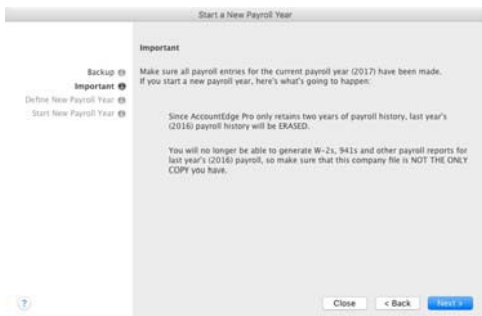 Start a New Payroll Year
Important
Backup
Important
Define New Payroll Year
Start New Payroll Year
Make sure all payroll entries for the current payroll year (2017) have been made.
If you start a new payroll year, here's what's going to happen:
Since AccountEdge Pro only retains two years of payroll history, last year's
(2016) payroll history will be ERASED.
You will no longer be able to generate W-2s, 941s and other payroll reports for
last year's (2016) payroll, so make sure that this company file is NOT THE ONLY
COPY you have.
?
Close
< Back
Next >